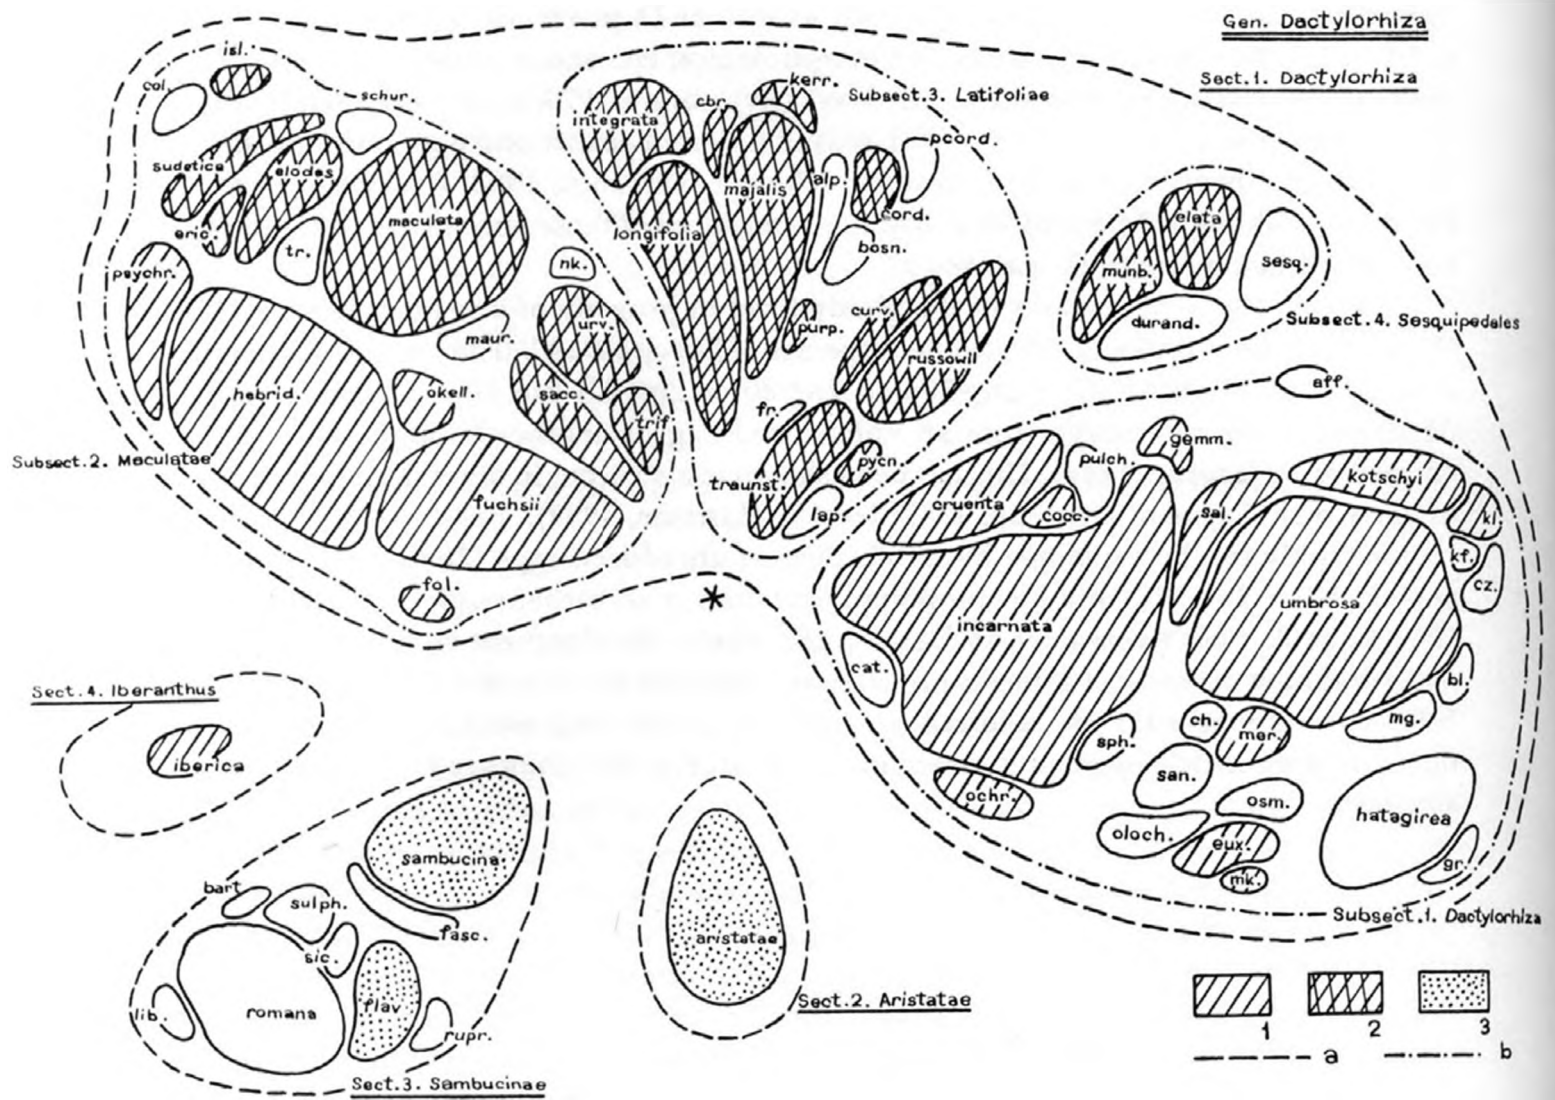 Gen. Dactylorhiza
Sect.1. Dactylorhiza
isl.
col.
schur.
sudetica
elodes
maculata
eric.
tr.
psychr.
nk.
urv.
maur.
hebrid.
okell.
sacc.
trif.
Subsect.2. Maculatae
fuchsii
fol.
kerr.
Subsect.3. Latifoliae
cbr.
integrata
pcord.
majalis
alp.
cord.
longifolia
bosn.
purp.
curv.
russowii
fr.
traunst.
pycn.
lap.
elata
munb.
sesq.
durand.
Subsect.4. Sesquipedales
aff.
gemm.
pulch.
kotschyi
cruenta
cocc.
sal.
kl.
kf.
cz.
umbrosa
incarnata
cat.
bl.
ch.
mg.
sph.
mer.
san.
ochr.
osm.
hatagirea
oloch.
eux.
gr.
mk.
Subsect.1. Dactylorhiza
*
Sect.4. Iberanthus
iberica
sambucina
bart.
sulph.
fasc.
sic.
romana
flav.
lib.
rupr.
Sect.3. Sambucinae
aristatae
Sect.2. Aristatae
1 2 3
a b